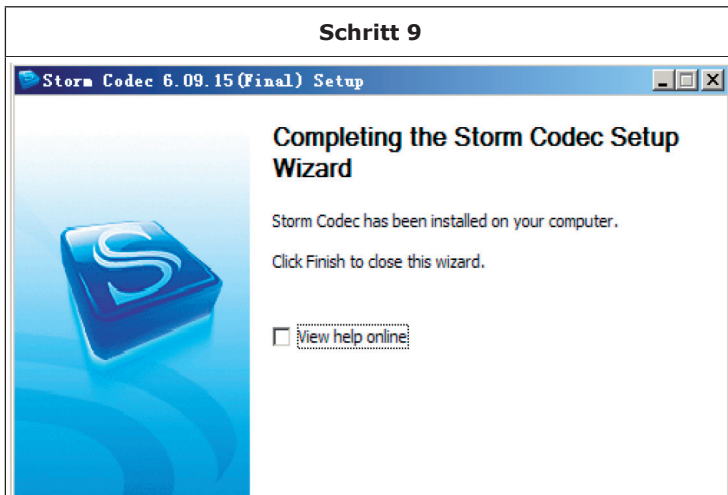 Schritt 9
Storm Codec 6.09.15(Final) Setup
Completing the Storm Codec Setup
Wizard
Storm Codec has been installed on your computer.
Click Finish to close this wizard.
View help online